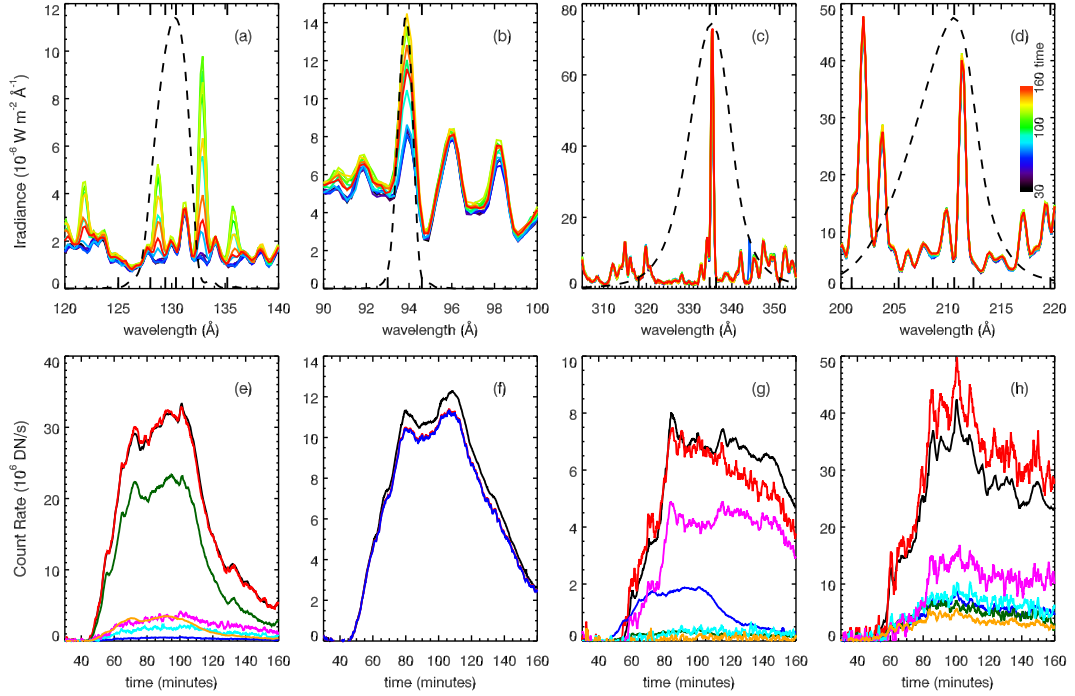 (a)
(b)
(c)
(d)
Irradiance (10⁻⁶ W m⁻² Å⁻¹)
12
10
8
6
4
2
0
14
12
10
8
6
4
2
0
80
60
40
20
0
50
40
30
20
10
0
30 100 160 time
120 125 129 130 135 140
90 92 94 96 98 100
310 320 330 340 350
200 205 210 215 220
wavelength (Å)
wavelength (Å)
wavelength (Å)
wavelength (Å)
(e)
(f)
(g)
(h)
Count Rate (10⁶ DN/s)
40
30
20
10
0
14
12
10
8
6
4
2
0
10
8
6
4
2
0
50
40
30
20
10
0
40 60 80 100 120 140 160
40 60 80 100 120 140 160
40 60 80 100 120 140 160
40 60 80 100 120 140 160
time (minutes)
time (minutes)
time (minutes)
time (minutes)